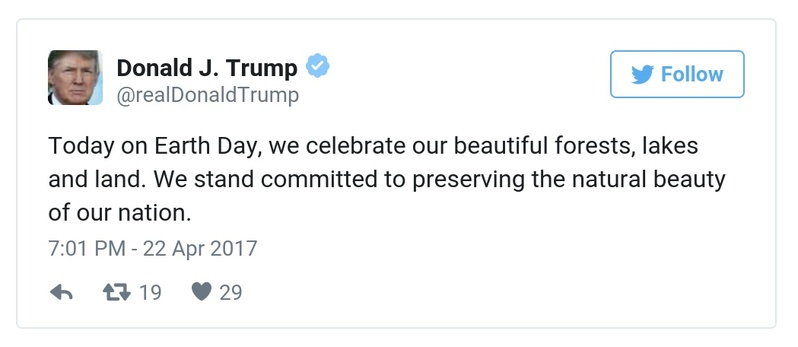 Donald J. Trump
@realDonaldTrump
Follow
Today on Earth Day, we celebrate our beautiful forests, lakes
and land. We stand committed to preserving the natural beauty
of our nation.
7:01 PM - 22 Apr 2017
19 29